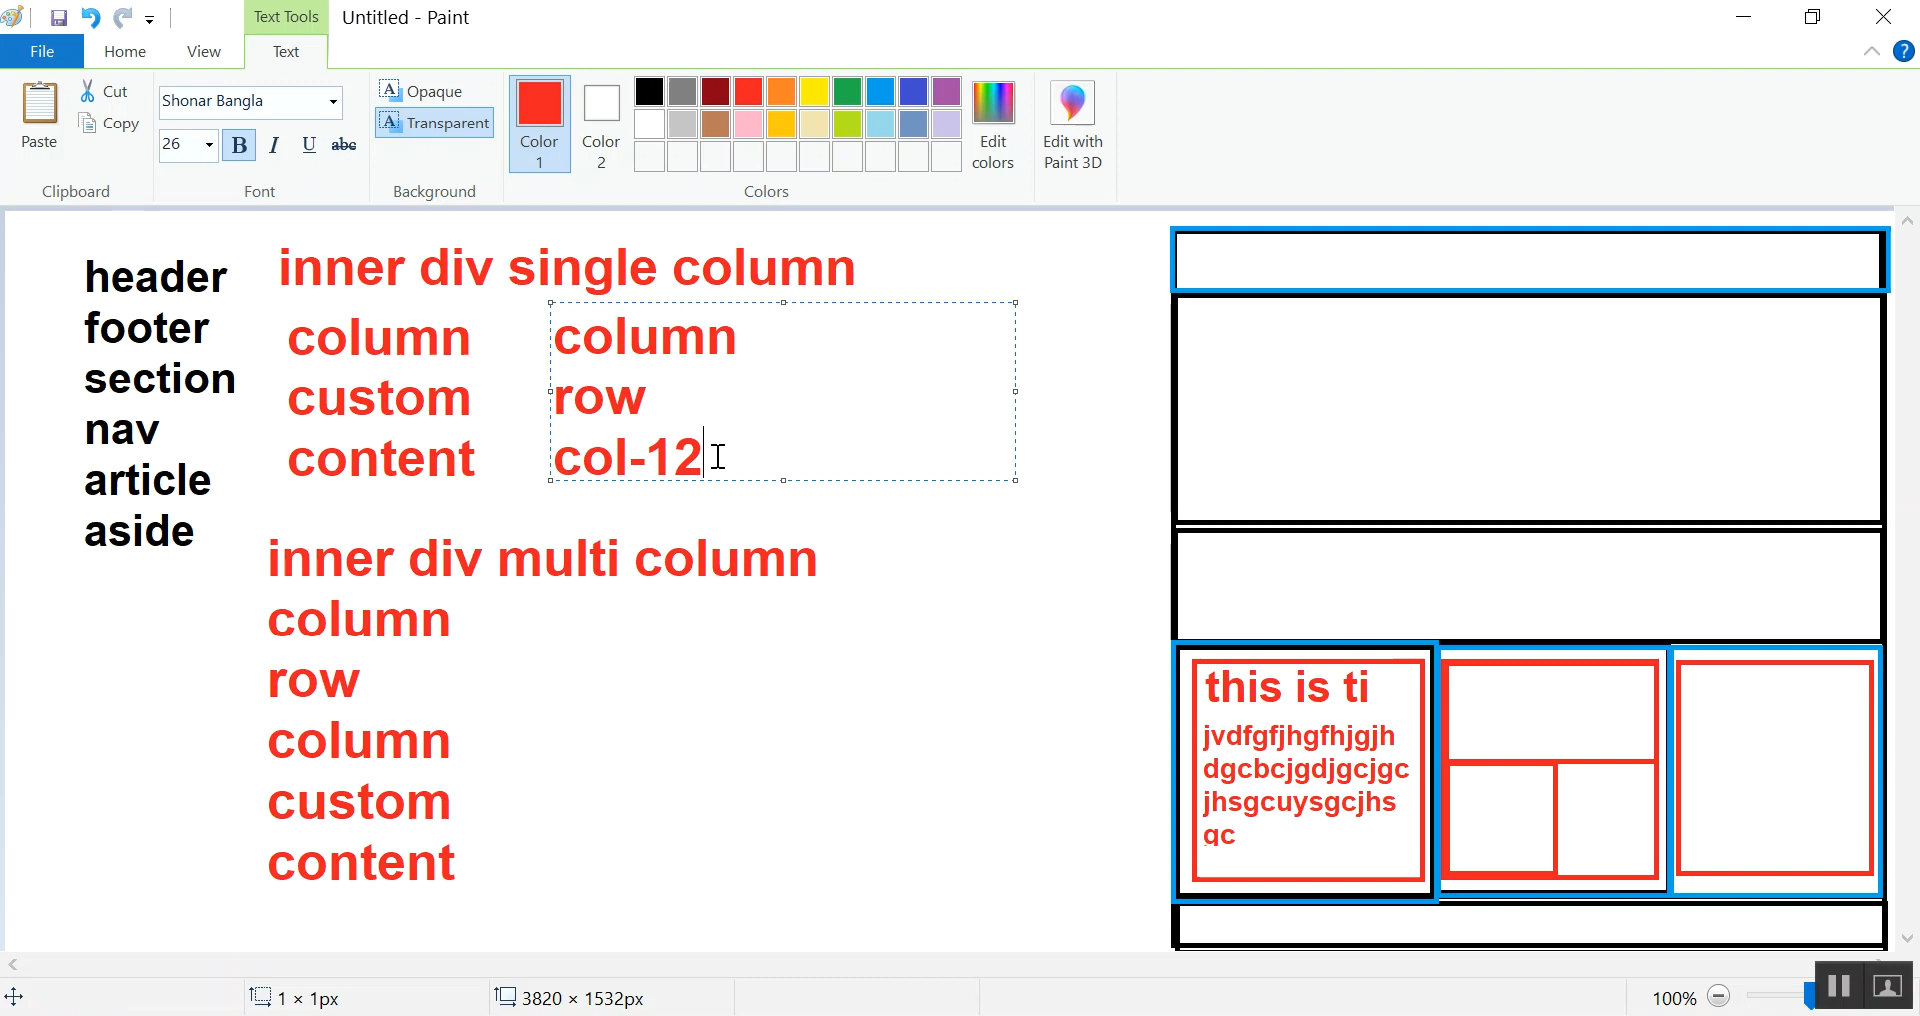 Text Tools
Untitled - Paint
File
Home
View
Text
Paste
Cut
Copy
Clipboard
Shonar Bangla
26
B
I
U
abc
Font
A Opaque
A Transparent
Background
Color 1
Color 2
Edit colors
Colors
Edit with Paint 3D
header
footer
section
nav
article
aside
inner div single column
column
custom
content
column
row
col-12
inner div multi column
column
row
column
custom
content
this is ti
jvdfgfjhgfhjgjh
dgcbcjgdjgcjgc
jhsgcuysgcjhs
gc
1 × 1px
3820 × 1532px
100%